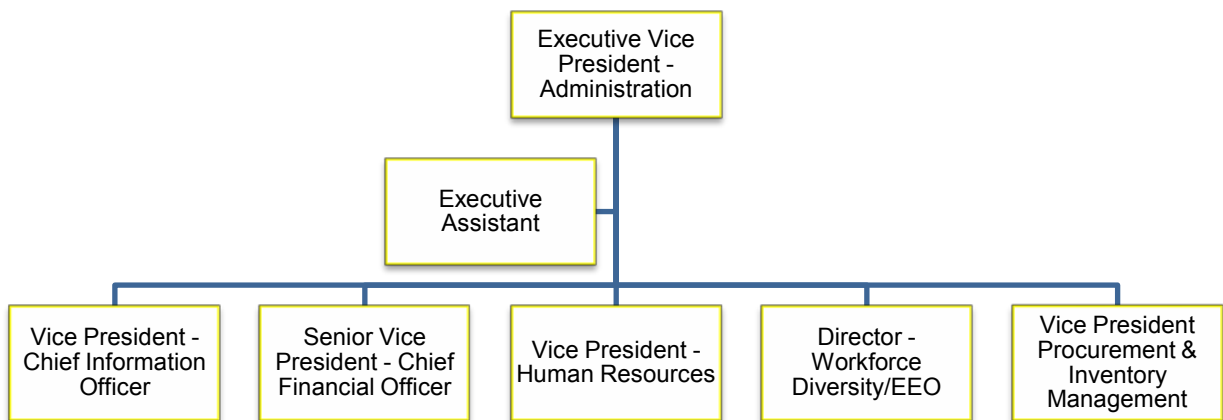 Executive Vice
President -
Administration
Executive
Assistant
Vice President -
Chief Information
Officer
Senior Vice
President - Chief
Financial Officer
Vice President -
Human Resources
Director -
Workforce
Diversity/EEO
Vice President
Procurement &
Inventory
Management